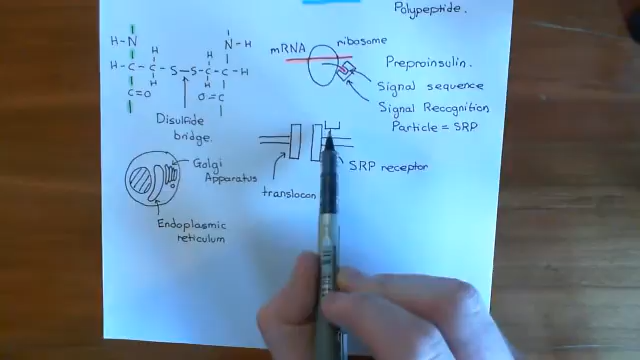 Polypeptide.
H-N
N-H
H
H
H-C-C-S-S-C-C-H
H
H
C=O
O=C
Disulfide
bridge.
mRNA
ribosome
Preproinsulin.
Signal sequence
Signal Recognition
Particle = SRP
SRP receptor
translocon
Golgi
Apparatus
Endoplasmic
reticulum